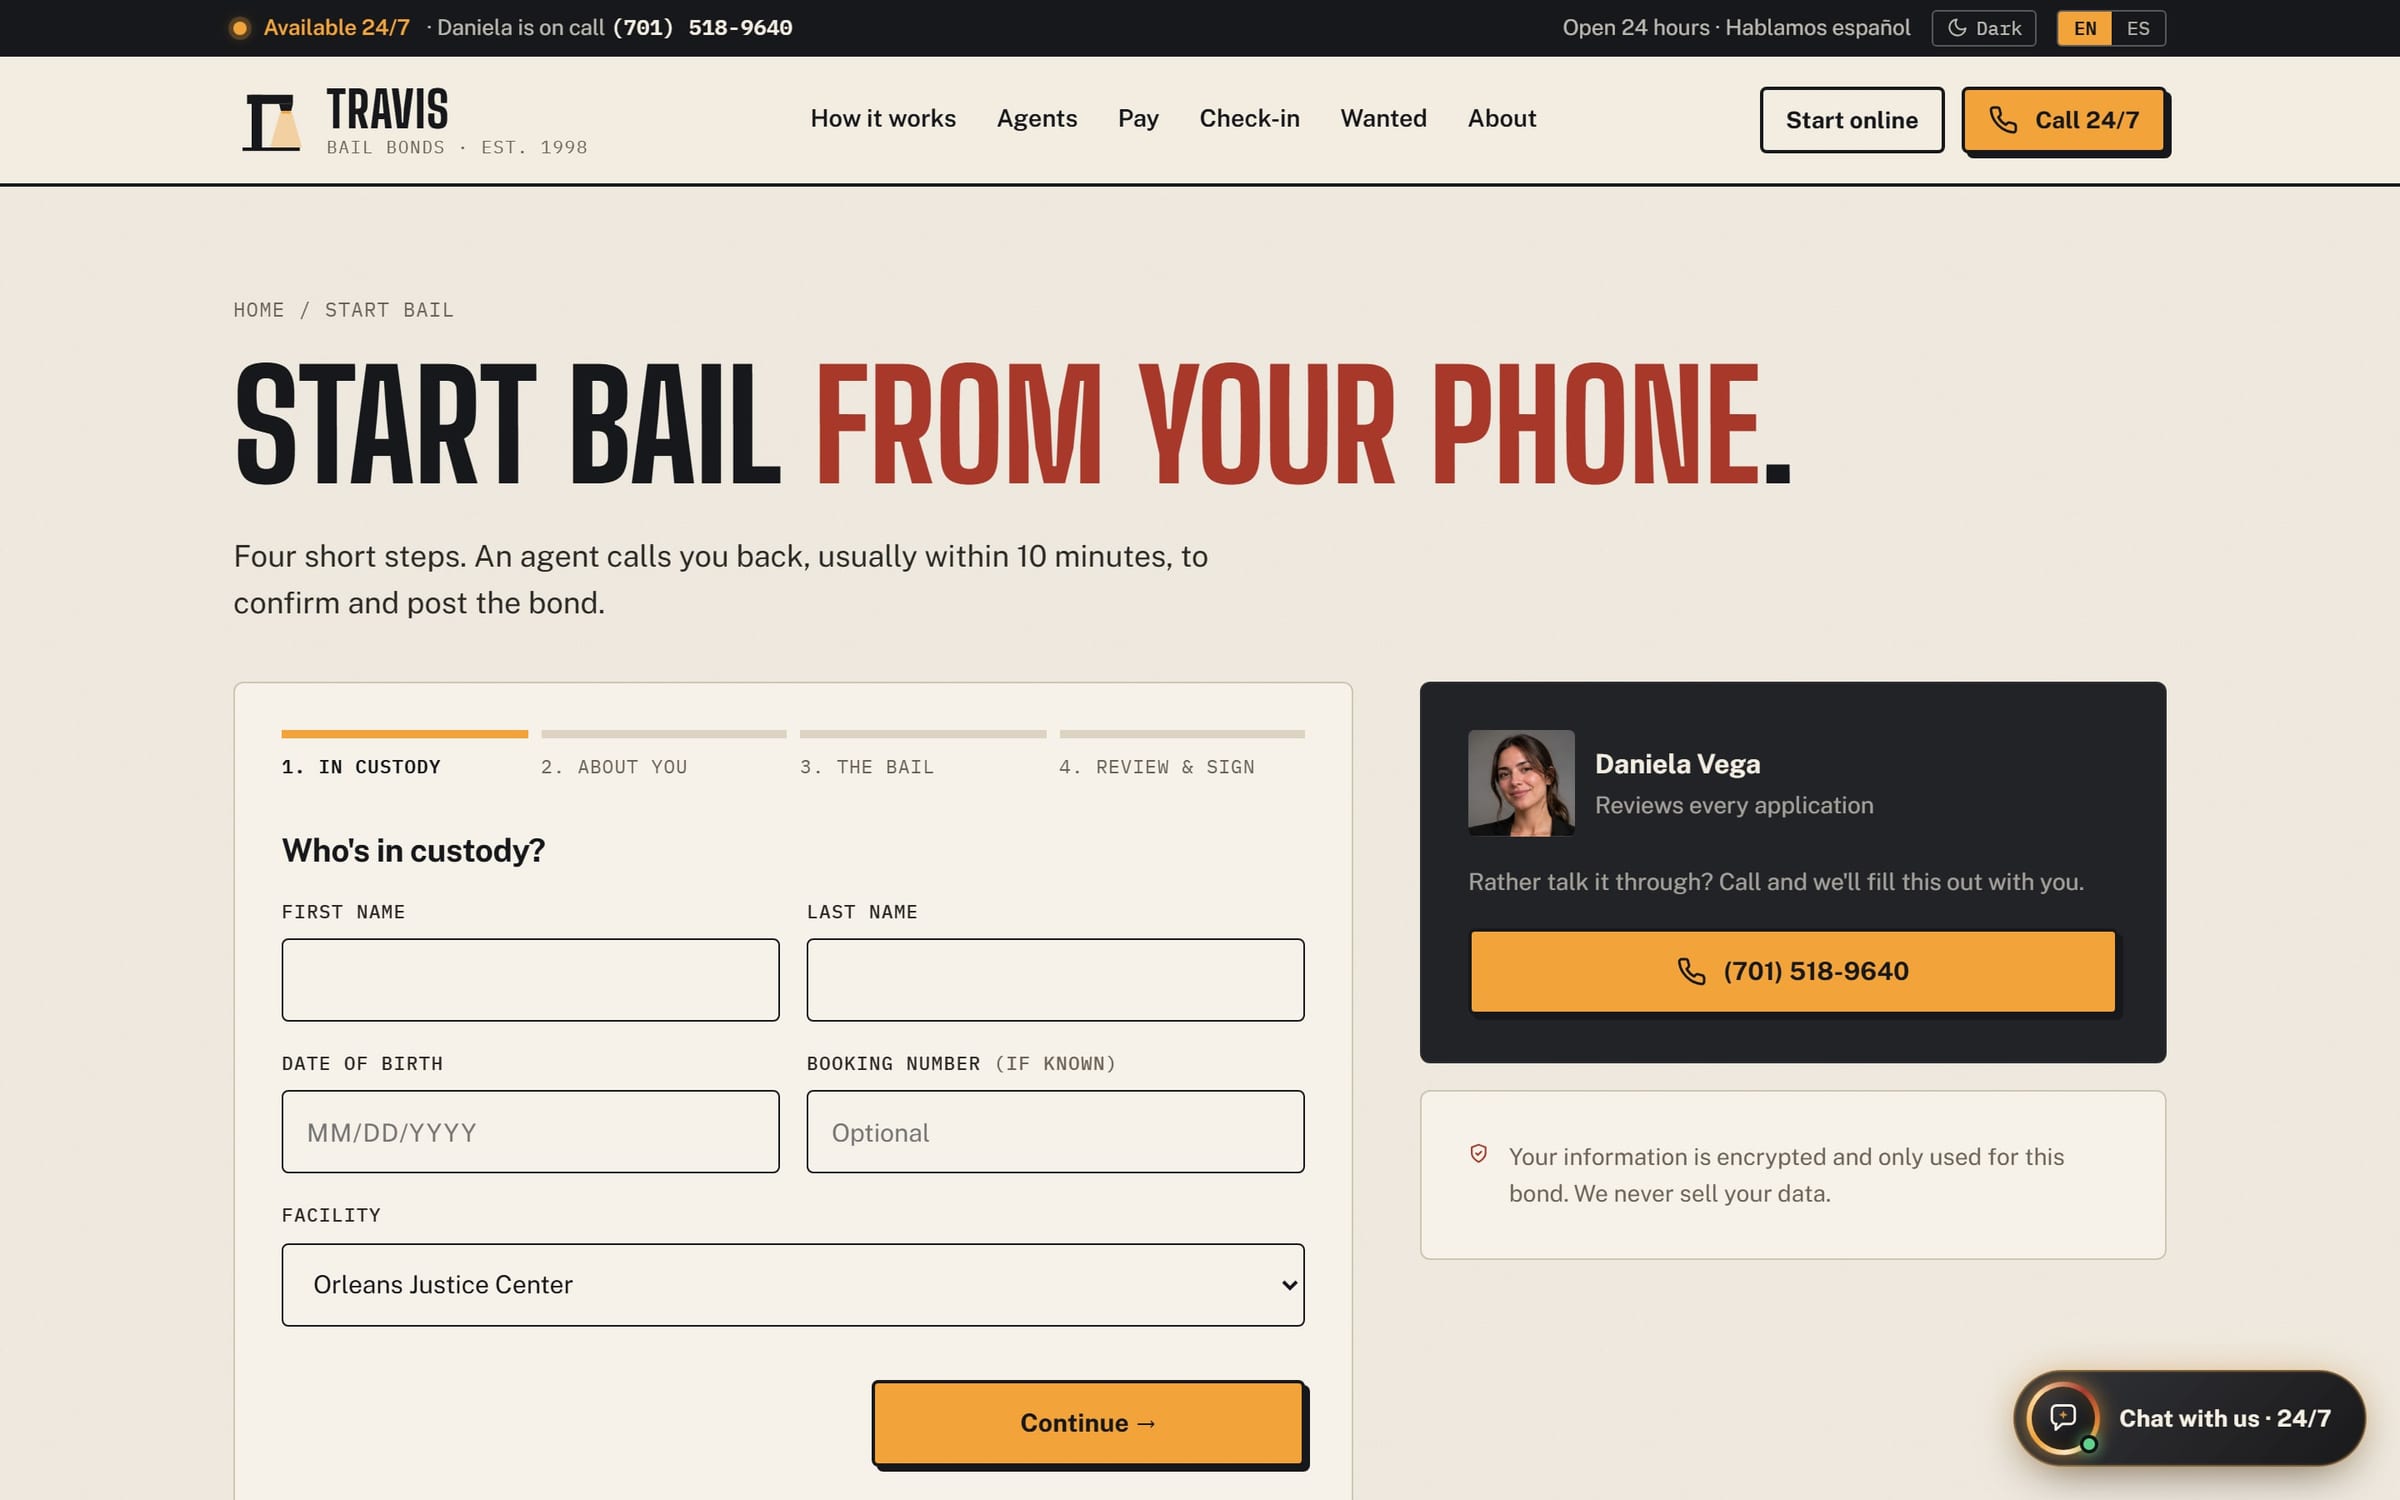 Available 24/7 · Daniela is on call (701) 518-9640
Open 24 hours · Hablamos español
Dark
EN ES
TRAVIS
BAIL BONDS · EST. 1998
How it works Agents Pay Check-in Wanted About
Start online
Call 24/7
HOME / START BAIL
START BAIL FROM YOUR PHONE.
Four short steps. An agent calls you back, usually within 10 minutes, to
confirm and post the bond.
1. IN CUSTODY 2. ABOUT YOU 3. THE BAIL 4. REVIEW & SIGN
Who's in custody?
FIRST NAME LAST NAME
DATE OF BIRTH BOOKING NUMBER (IF KNOWN)
MM/DD/YYYY Optional
FACILITY
Orleans Justice Center
Continue →
Daniela Vega
Reviews every application
Rather talk it through? Call and we'll fill this out with you.
(701) 518-9640
Your information is encrypted and only used for this
bond. We never sell your data.
Chat with us · 24/7